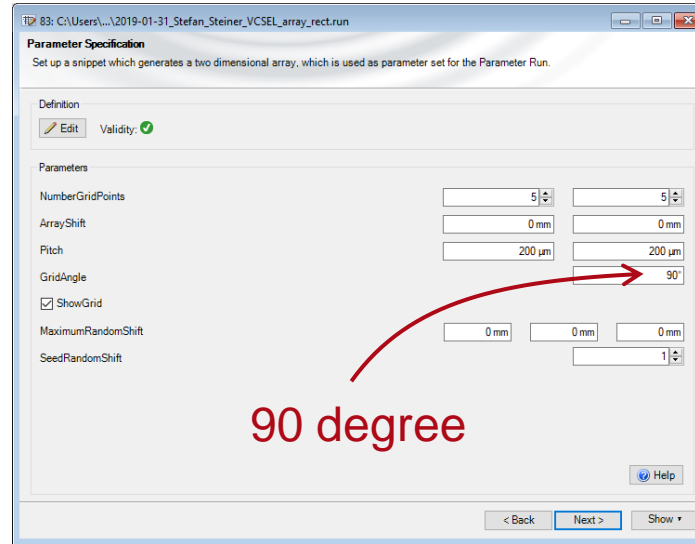 83: C:\Users\...\2019-01-31_Stefan_Steiner_VCSEL_array_rect.run
Parameter Specification
Set up a snippet which generates a two dimensional array, which is used as parameter set for the Parameter Run.
Definition
Edit Validity:
Parameters
NumberGridPoints 5 5
ArrayShift 0 mm 0 mm
Pitch 200 µm 200 µm
GridAngle 90°
ShowGrid
MaximumRandomShift 0 mm 0 mm 0 mm
SeedRandomShift 1
90 degree
Help
< Back Next > Show